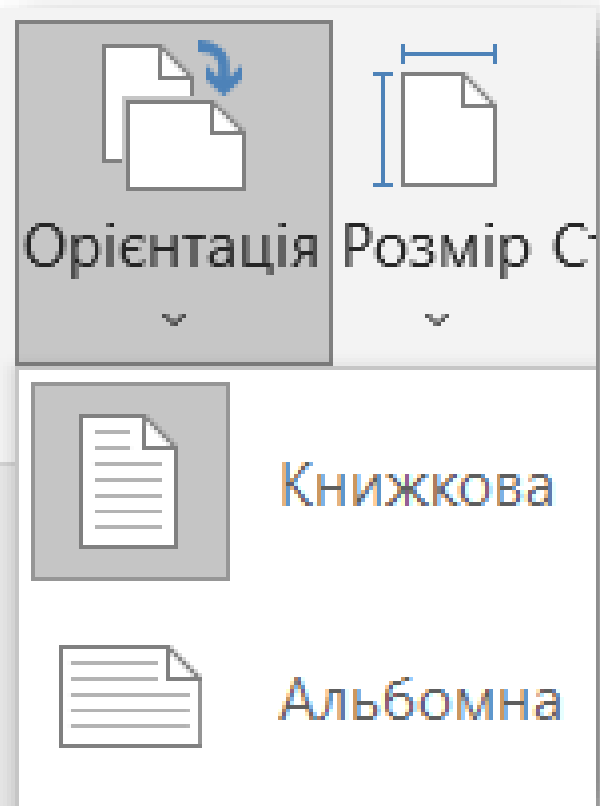 Орієнтація Розмір
Книжкова
Альбомна